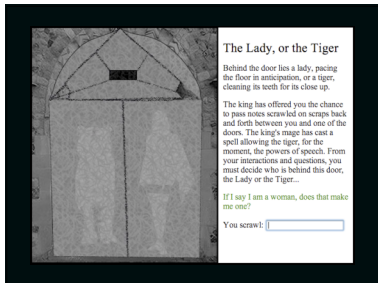 The Lady, or the Tiger
Behind the door lies a lady, pacing
the floor in anticipation, or a tiger,
cleaning its teeth for its close up.
The king has offered you the chance
to pass notes scrawled on scraps back
and forth between you and one of the
doors. The king's mage has cast a
spell allowing the tiger, for the
moment, the powers of speech. From
your interactions and questions, you
must decide who is behind this door,
the Lady or the Tiger...
If I say I am a woman, does that make
me one?
You scrawl: